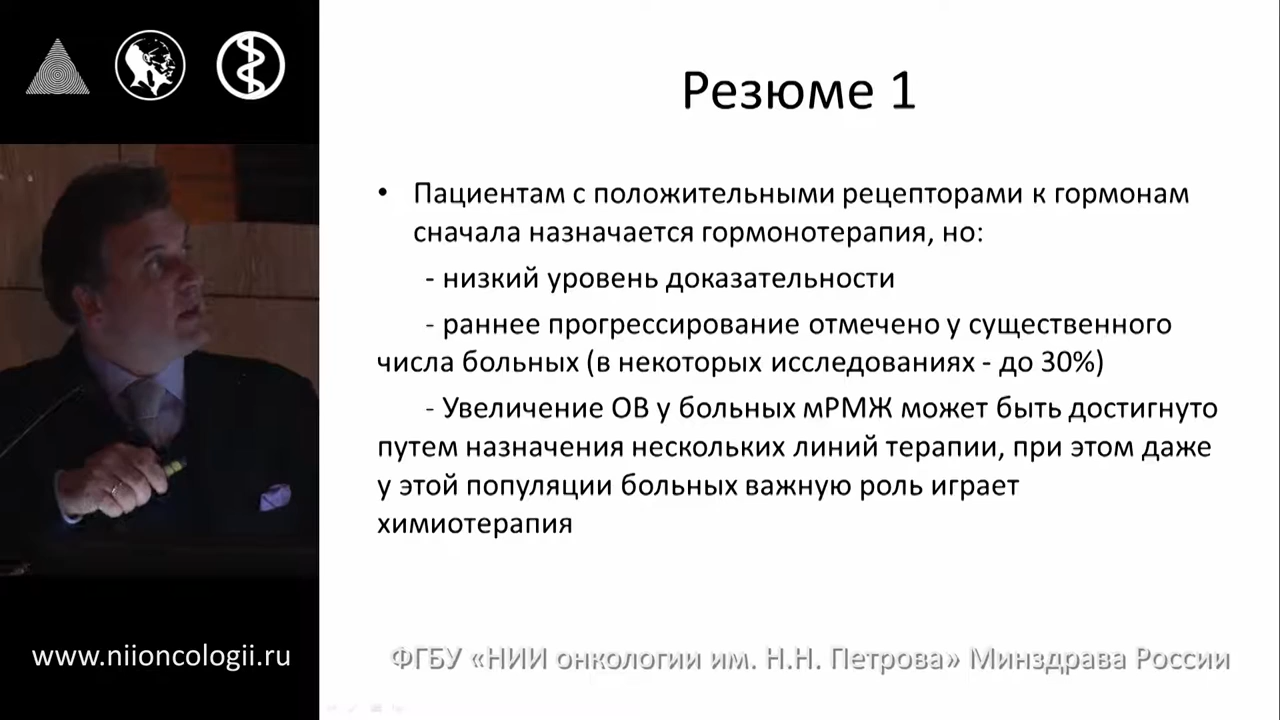 Резюме 1
• Пациентам с положительными рецепторами к гормонам
сначала назначается гормонотерапия, но:
- низкий уровень доказательности
- раннее прогрессирование отмечено у существенного
числа больных (в некоторых исследованиях - до 30%)
- Увеличение ОВ у больных мРМЖ может быть достигнуто
путем назначения нескольких линий терапии, при этом даже
у этой популяции больных важную роль играет
химиотерапия
www.niioncologii.ru
ФГБУ «НИИ онкологии им. Н.Н. Петрова» Минздрава России